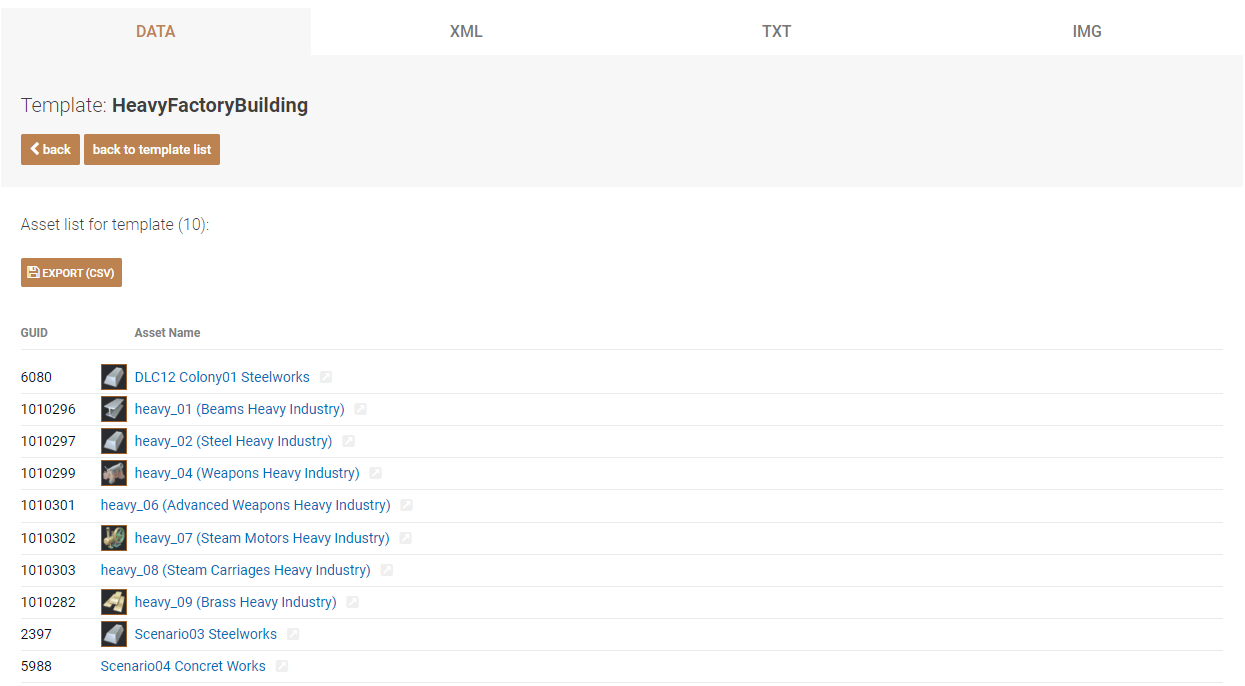 DATA XML TXT IMG
Template: HeavyFactoryBuilding
back back to template list
Asset list for template (10):
EXPORT (CSV)
GUID Asset Name
6080 DLC12 Colony01 Steelworks
1010296 heavy_01 (Beams Heavy Industry)
1010297 heavy_02 (Steel Heavy Industry)
1010299 heavy_04 (Weapons Heavy Industry)
1010301 heavy_06 (Advanced Weapons Heavy Industry)
1010302 heavy_07 (Steam Motors Heavy Industry)
1010303 heavy_08 (Steam Carriages Heavy Industry)
1010282 heavy_09 (Brass Heavy Industry)
2397 Scenario03 Steelworks
5988 Scenario04 Concret Works